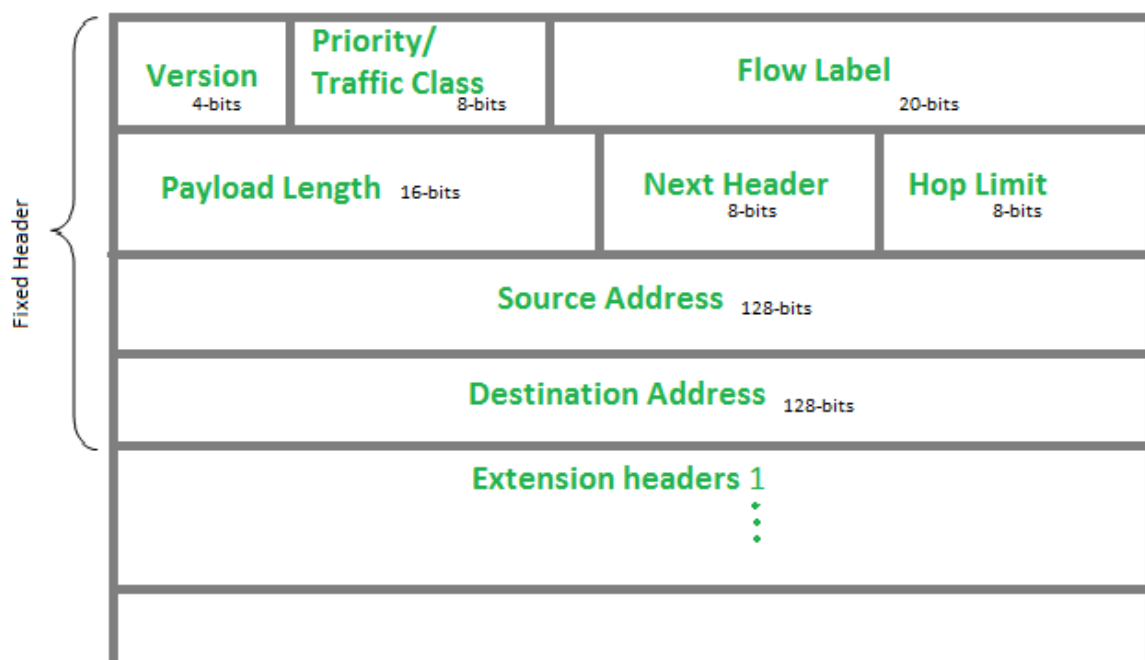 Fixed Header
Version
4-bits
Priority/
Traffic Class
8-bits
Flow Label
20-bits
Payload Length 16-bits
Next Header
8-bits
Hop Limit
8-bits
Source Address 128-bits
Destination Address 128-bits
Extension headers 1